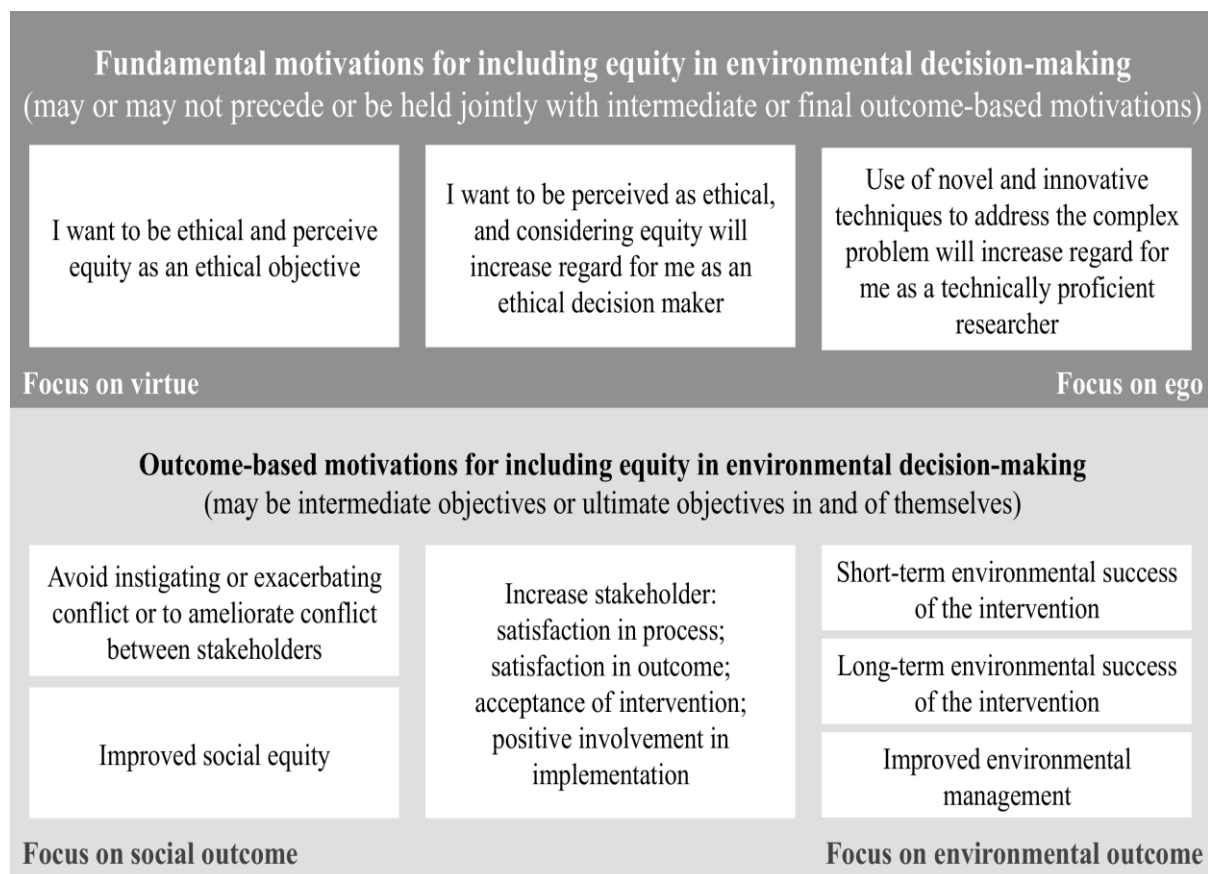 Fundamental motivations for including equity in environmental decision-making
(may or may not precede or be held jointly with intermediate or final outcome-based motivations)
I want to be ethical and perceive
equity as an ethical objective
I want to be perceived as ethical,
and considering equity will
increase regard for me as an
ethical decision maker
Use of novel and innovative
techniques to address the complex
problem will increase regard for
me as a technically proficient
researcher
Focus on virtue
Focus on ego
Outcome-based motivations for including equity in environmental decision-making
(may be intermediate objectives or ultimate objectives in and of themselves)
Avoid instigating or exacerbating
conflict or to ameliorate conflict
between stakeholders
Improved social equity
Increase stakeholder:
satisfaction in process;
satisfaction in outcome;
acceptance of intervention;
positive involvement in
implementation
Short-term environmental success
of the intervention
Long-term environmental success
of the intervention
Improved environmental
management
Focus on social outcome
Focus on environmental outcome